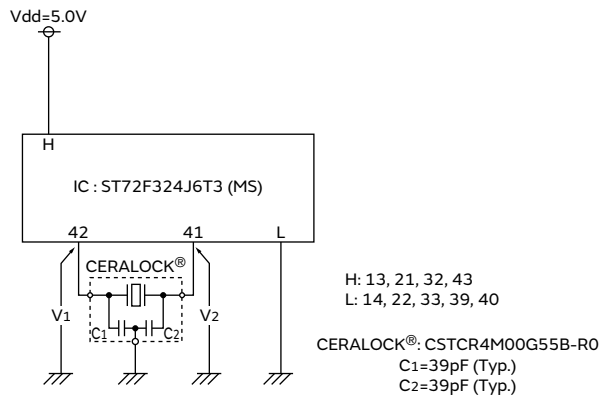 Vdd=5.0V
H
IC : ST72F324J6T3 (MS)
42 41 L
CERALOCK®
V1 C1 C2 V2
H: 13, 21, 32, 43
L: 14, 22, 33, 39, 40
CERALOCK®: CSTCR4M00G55B-R0
C1=39pF (Typ.)
C2=39pF (Typ.)